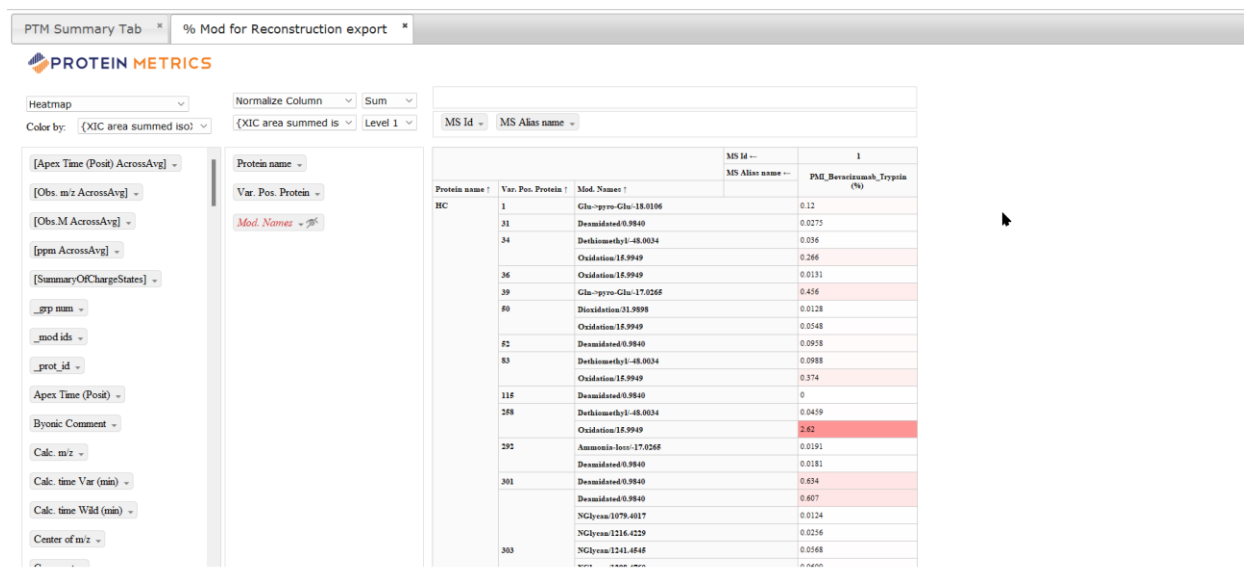 PTM Summary Tab ×
% Mod for Reconstruction export ×
PROTEIN METRICS
Heatmap
Normalize Column Sum
Color by: {XIC area summed iso}
{XIC area summed is Level 1
MS Id MS Alias name
[Apex Time (Posit) AcrossAvg]
[Obs. m/z AcrossAvg]
[Obs.M AcrossAvg]
[ppm AcrossAvg]
[SummaryOfChargeStates]
_grp num
_mod ids
_prot_id
Apex Time (Posit)
Byonic Comment
Calc. m/z
Calc. time Var (min)
Calc. time Wild (min)
Center of m/z
Protein name
Var. Pos. Protein
Mod. Names
MS Id ← 1
MS Alias name ← PMI_Bevacizumab_Trypsin
(%)
Protein name ↑ Var. Pos. Protein ↑ Mod. Names ↑
HC 1 Glu->pyro-Glu/-18.0106 0.12
31 Deamidated/0.9840 0.0275
34 Dethiomethyl/-48.0034 0.036
Oxidation/15.9949 0.266
36 Oxidation/15.9949 0.0131
39 Gln->pyro-Glu/-17.0265 0.456
50 Dioxidation/31.9898 0.0128
Oxidation/15.9949 0.0548
52 Deamidated/0.9840 0.0958
83 Dethiomethyl/-48.0034 0.0988
Oxidation/15.9949 0.374
115 Deamidated/0.9840 0
258 Dethiomethyl/-48.0034 0.0459
Oxidation/15.9949 2.62
292 Ammonia-loss/-17.0265 0.0191
Deamidated/0.9840 0.0181
301 Deamidated/0.9840 0.634
Deamidated/0.9840 0.607
NGlycan/1079.4017 0.0124
NGlycan/1216.4229 0.0256
303 NGlycan/1241.4545 0.0568